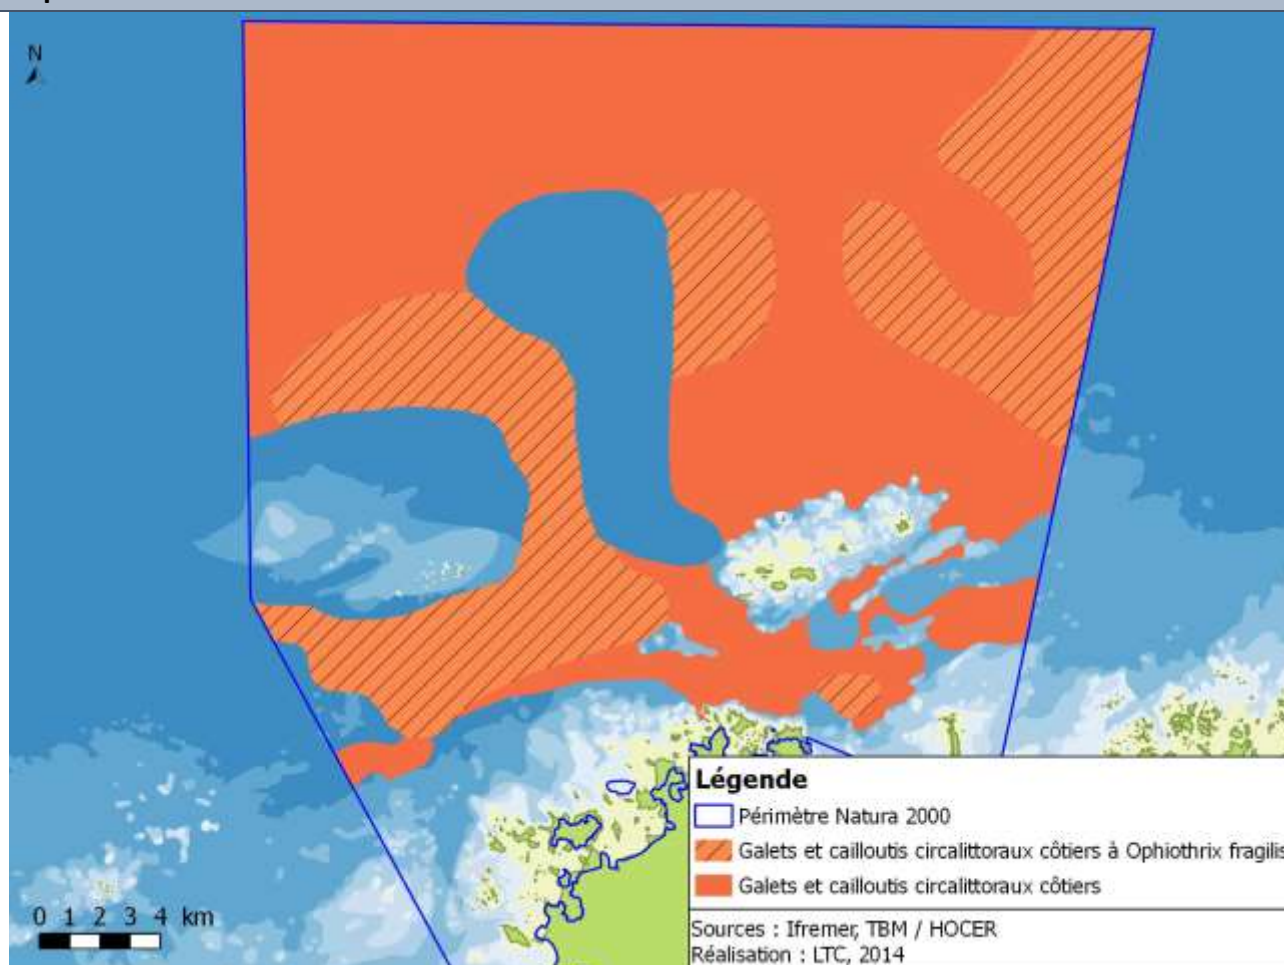 N
0 1 2 3 4 km
Légende
Périmètre Natura 2000
Galets et cailloutis circalittoraux côtiers à Ophiothrix fragilis
Galets et cailloutis circalittoraux côtiers
Sources : Ifremer, TBM / HOCER
Réalisation : LTC, 2014